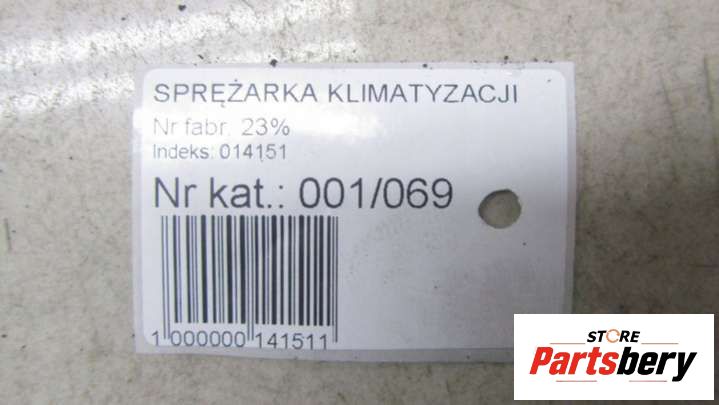 SPRĘŻARKA KLIMATYZACJI
Nr fabr. 23%
Indeks: 014151
Nr kat.: 001/069
1 000000 141511
STORE
Partsbery